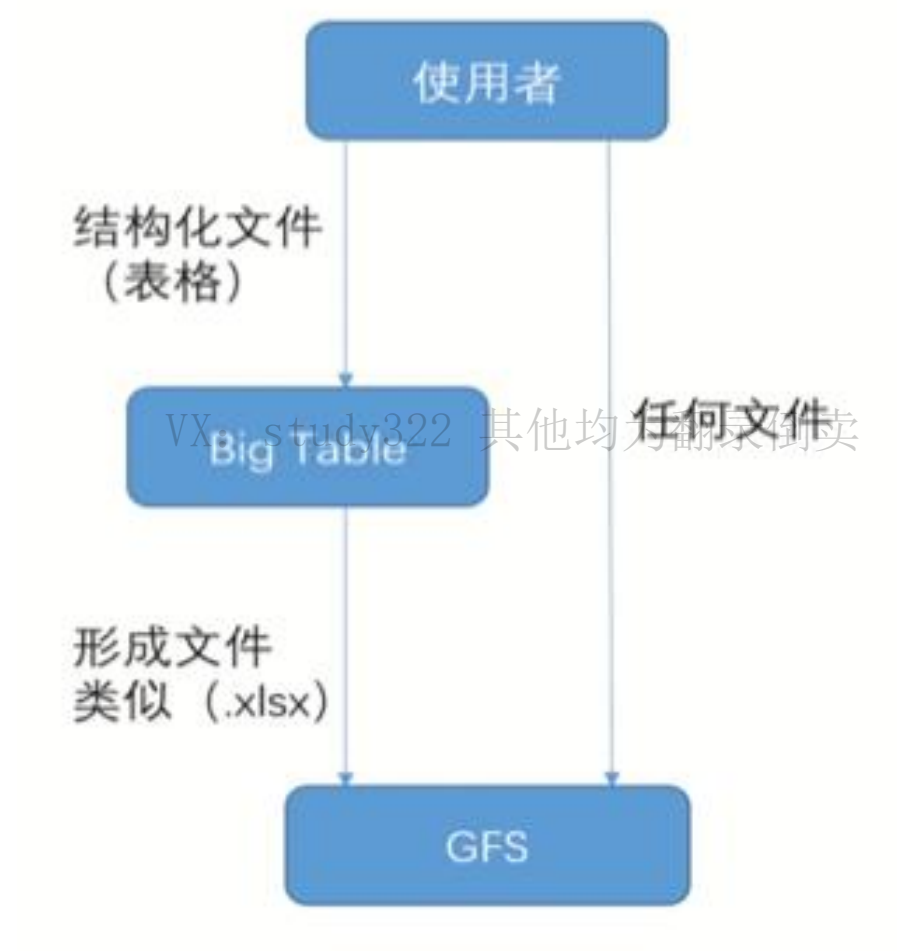 使用者
结构化文件
（表格）
任何文件
VX study322 其他均为翻录倒卖
Big Table
形成文件
类似（.xlsx）
GFS